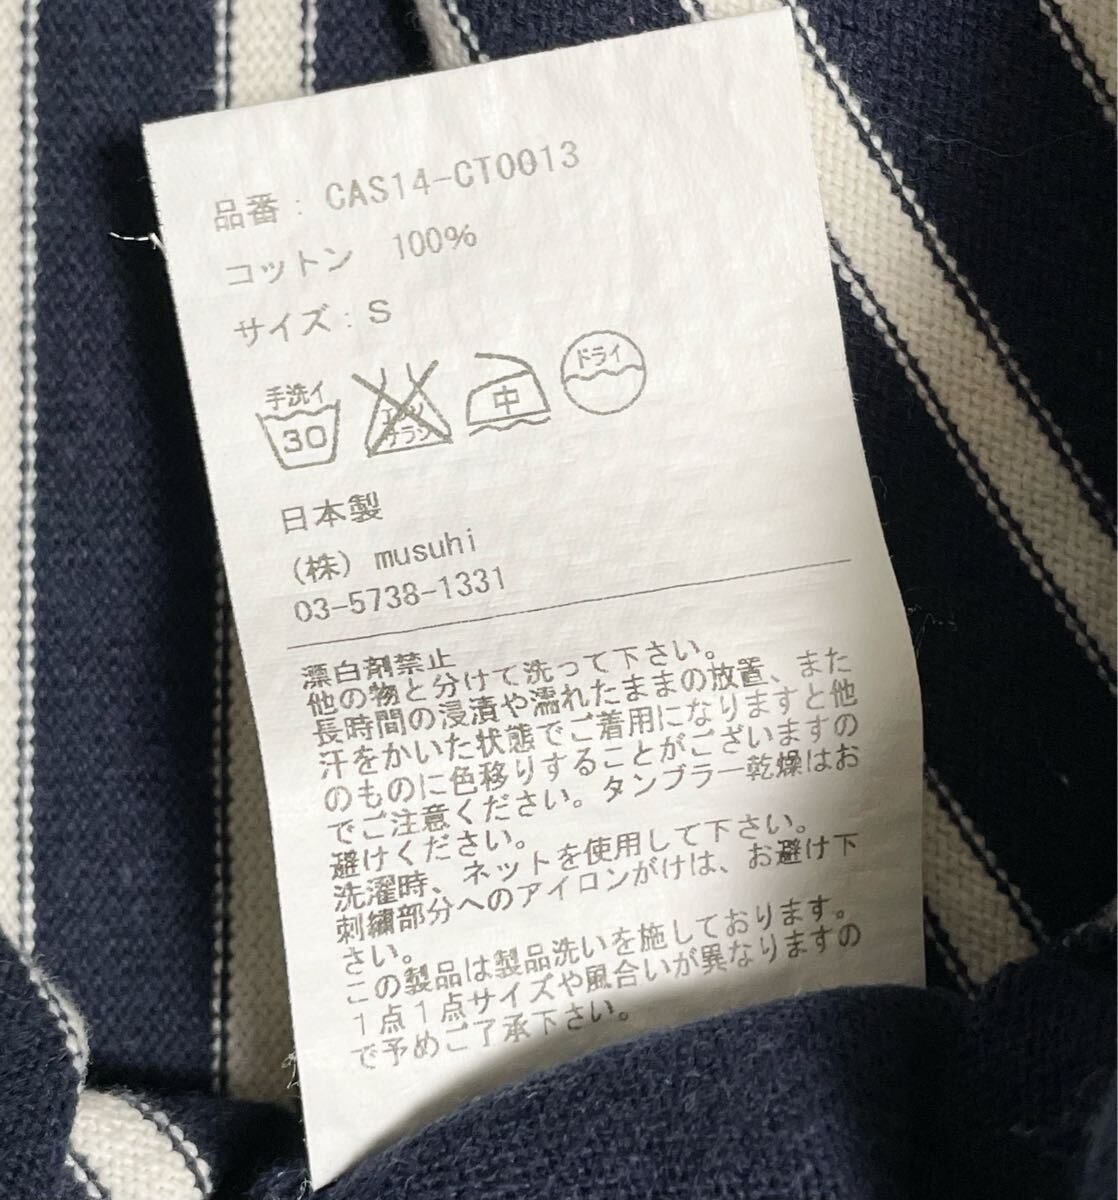 品番：CAS14-CT0013
コットン 100%
サイズ：S
手洗イ
30
エンソ
サラシ
中
ドライ
日本製
(株) musuhi
03-5738-1331
漂白剤禁止
他の物と分けて洗って下さい。
長時間の浸漬や濡れたままの放置、また
汗をかいた状態でご着用になりますと他
のものに色移りすることがございますの
でご注意ください。タンブラー乾燥はお
避けください。
洗濯時、ネットを使用して下さい。
刺繍部分へのアイロンがけは、お避け下
さい。
この製品は製品洗いを施しております。
１点１点サイズや風合いが異なりますの
で予めご了承下さい。